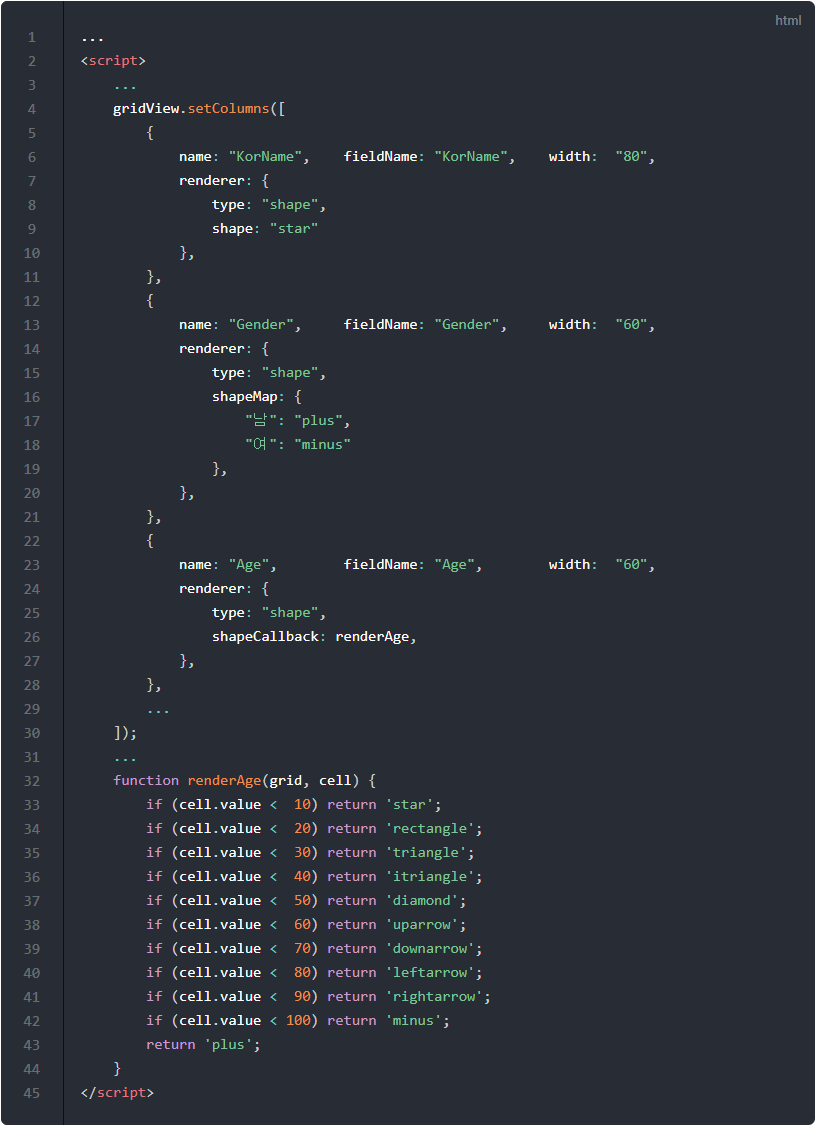 html
1 ...
2 <script>
3     ...
4     gridView.setColumns([
5         {
6             name: "KorName",    fieldName: "KorName",    width:  "80",
7             renderer: {
8                 type: "shape",
9                 shape: "star"
10             },
11         },
12         {
13             name: "Gender",     fieldName: "Gender",     width:  "60",
14             renderer: {
15                 type: "shape",
16                 shapeMap: {
17                     "남": "plus",
18                     "여": "minus"
19                 },
20             },
21         },
22         {
23             name: "Age",        fieldName: "Age",        width:  "60",
24             renderer: {
25                 type: "shape",
26                 shapeCallback: renderAge,
27             },
28         },
29         ...
30     ]);
31     ...
32     function renderAge(grid, cell) {
33         if (cell.value <  10) return 'star';
34         if (cell.value <  20) return 'rectangle';
35         if (cell.value <  30) return 'triangle';
36         if (cell.value <  40) return 'itriangle';
37         if (cell.value <  50) return 'diamond';
38         if (cell.value <  60) return 'uparrow';
39         if (cell.value <  70) return 'downarrow';
40         if (cell.value <  80) return 'leftarrow';
41         if (cell.value <  90) return 'rightarrow';
42         if (cell.value < 100) return 'minus';
43         return 'plus';
44     }
45 </script>